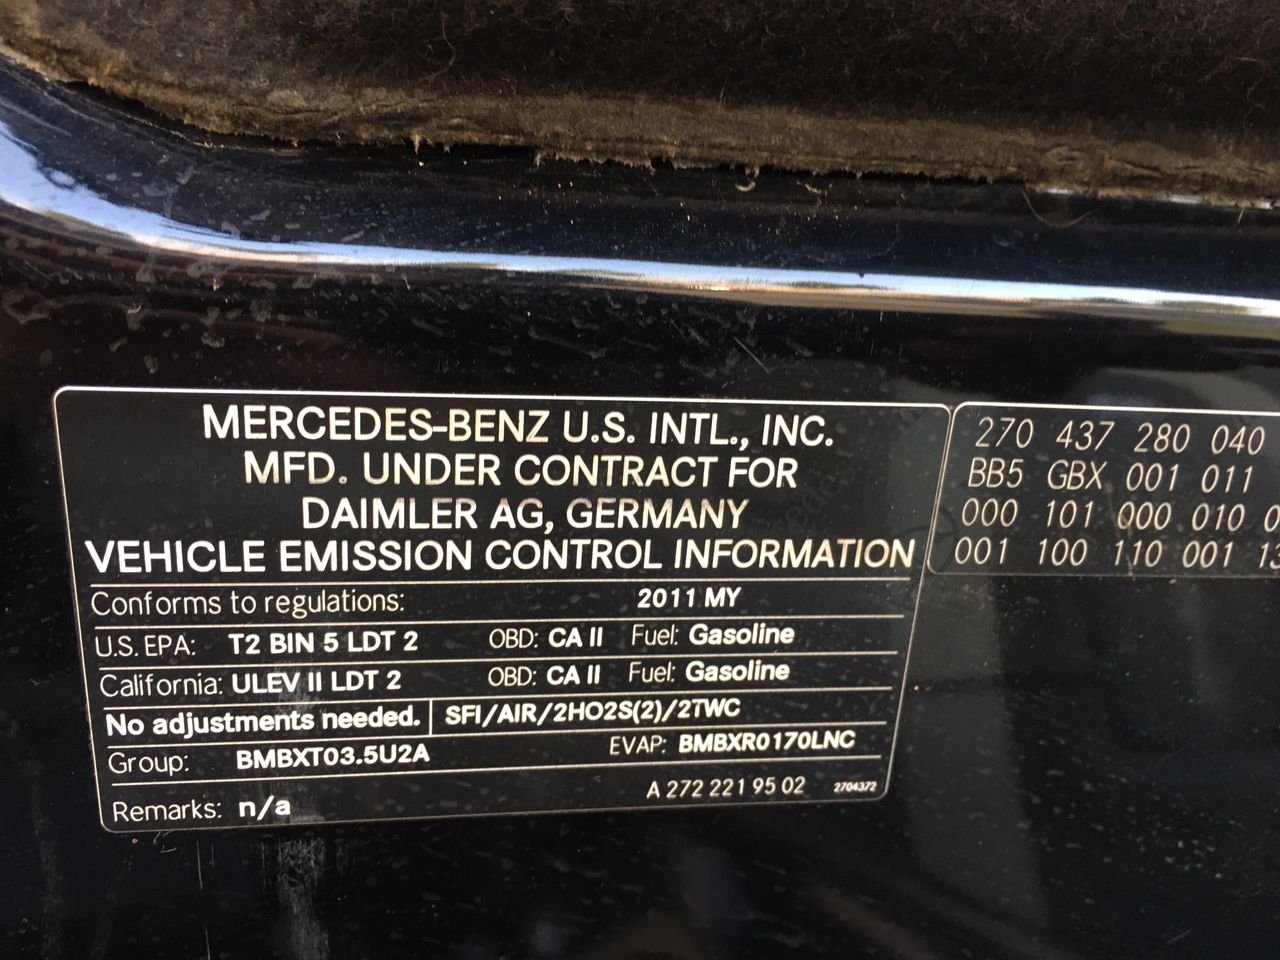 MERCEDES-BENZ U.S. INTL., INC.
MFD. UNDER CONTRACT FOR
DAIMLER AG, GERMANY
VEHICLE EMISSION CONTROL INFORMATION
Conforms to regulations: 2011 MY
U.S. EPA: T2 BIN 5 LDT 2 OBD: CA II Fuel: Gasoline
California: ULEV II LDT 2 OBD: CA II Fuel: Gasoline
No adjustments needed. SFI/AIR/2HO2S(2)/2TWC
Group: BMBXT03.5U2A EVAP: BMBXR0170LNC
A 272 221 95 02 2704372
Remarks: n/a
270 437 280 040
BB5 GBX 001 011
000 101 000 010
001 100 110 001